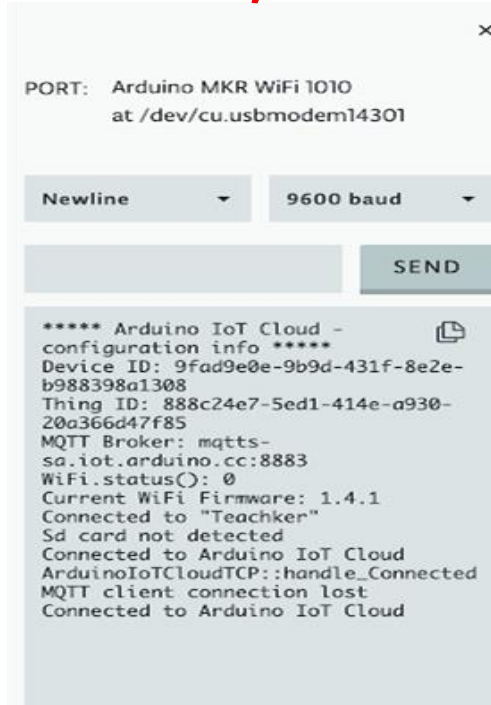 ×
PORT: Arduino MKR WiFi 1010
at /dev/cu.usbmodem14301
Newline
9600 baud
SEND
***** Arduino IoT Cloud -
configuration info *****
Device ID: 9fad9e0e-9b9d-431f-8e2e-
b988398a1308
Thing ID: 888c24e7-5ed1-414e-a930-
20a366d47f85
MQTT Broker: mqtts-
sa.iot.arduino.cc:8883
WiFi.status(): 0
Current WiFi Firmware: 1.4.1
Connected to "Teachker"
Sd card not detected
Connected to Arduino IoT Cloud
ArduinoIoTCloudTCP::handle_Connected
MQTT client connection lost
Connected to Arduino IoT Cloud